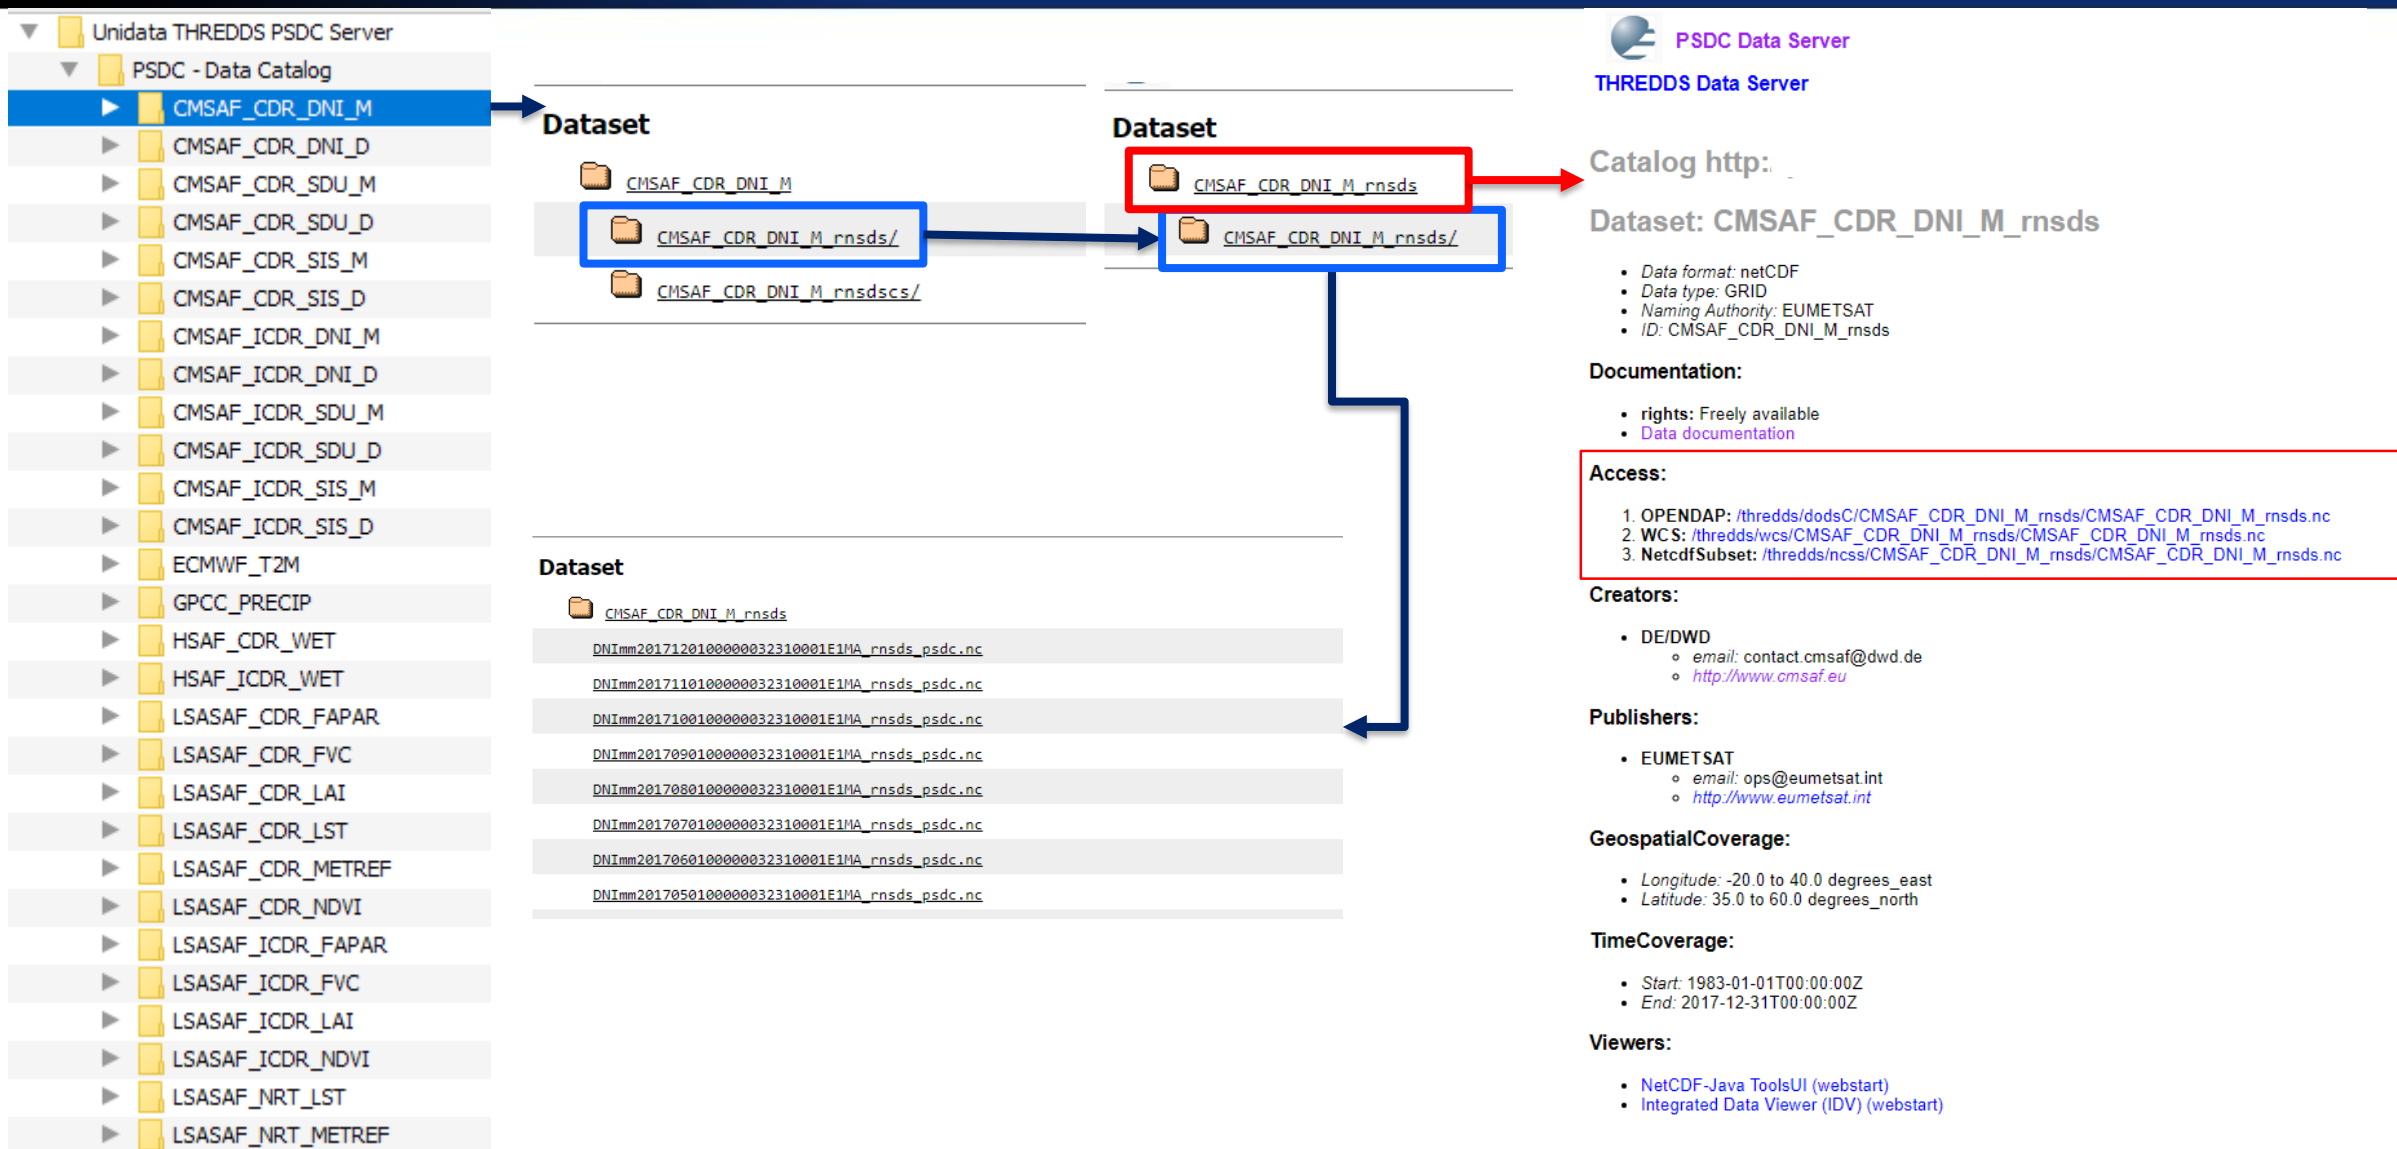 Unidata THREDDS PSDC Server
PSDC - Data Catalog
CMSAF_CDR_DNI_M
CMSAF_CDR_DNI_D
CMSAF_CDR_SDU_M
CMSAF_CDR_SDU_D
CMSAF_CDR_SIS_M
CMSAF_CDR_SIS_D
CMSAF_ICDR_DNI_M
CMSAF_ICDR_DNI_D
CMSAF_ICDR_SDU_M
CMSAF_ICDR_SDU_D
CMSAF_ICDR_SIS_M
CMSAF_ICDR_SIS_D
ECMWF_T2M
GPCC_PRECIP
HSAF_CDR_WET
HSAF_ICDR_WET
LSASAF_CDR_FAPAR
LSASAF_CDR_FVC
LSASAF_CDR_LAI
LSASAF_CDR_LST
LSASAF_CDR_METREF
LSASAF_CDR_NDVI
LSASAF_ICDR_FAPAR
LSASAF_ICDR_FVC
LSASAF_ICDR_LAI
LSASAF_ICDR_NDVI
LSASAF_NRT_LST
LSASAF_NRT_METREF
Dataset
CMSAF_CDR_DNI_M
CMSAF_CDR_DNI_M_rnsds/
CMSAF_CDR_DNI_M_rnsdscs/
Dataset
CMSAF_CDR_DNI_M_rnsds
CMSAF_CDR_DNI_M_rnsds/
Dataset
CMSAF_CDR_DNI_M_rnsds
DNImm20171201000000032310001E1MA_rnsds_psdc.nc
DNImm20171101000000032310001E1MA_rnsds_psdc.nc
DNImm20171001000000032310001E1MA_rnsds_psdc.nc
DNImm20170901000000032310001E1MA_rnsds_psdc.nc
DNImm20170801000000032310001E1MA_rnsds_psdc.nc
DNImm20170701000000032310001E1MA_rnsds_psdc.nc
DNImm20170601000000032310001E1MA_rnsds_psdc.nc
DNImm20170501000000032310001E1MA_rnsds_psdc.nc
PSDC Data Server
THREDDS Data Server
Catalog http:
Dataset: CMSAF_CDR_DNI_M_rnsds
• Data format: netCDF
• Data type: GRID
• Naming Authority: EUMETSAT
• ID: CMSAF_CDR_DNI_M_rnsds
Documentation:
• rights: Freely available
• Data documentation
Access:
1. OPENDAP: /thredds/dodsC/CMSAF_CDR_DNI_M_rnsds/CMSAF_CDR_DNI_M_rnsds.nc
2. WCS: /thredds/wcs/CMSAF_CDR_DNI_M_rnsds/CMSAF_CDR_DNI_M_rnsds.nc
3. NetcdfSubset: /thredds/ncss/CMSAF_CDR_DNI_M_rnsds/CMSAF_CDR_DNI_M_rnsds.nc
Creators:
• DE/DWD
email: contact.cmsaf@dwd.de
http://www.cmsaf.eu
Publishers:
• EUMETSAT
email: ops@eumetsat.int
http://www.eumetsat.int
GeospatialCoverage:
• Longitude: -20.0 to 40.0 degrees_east
• Latitude: 35.0 to 60.0 degrees_north
TimeCoverage:
• Start: 1983-01-01T00:00:00Z
• End: 2017-12-31T00:00:00Z
Viewers:
• NetCDF-Java ToolsUI (webstart)
• Integrated Data Viewer (IDV) (webstart)